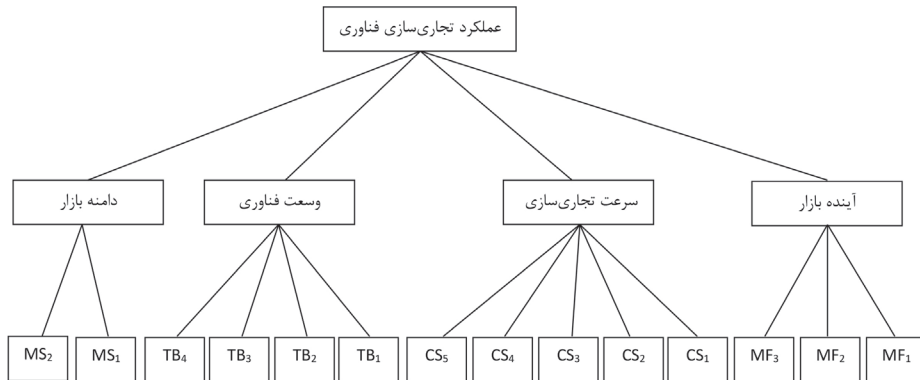 عملکرد تجاری‌سازی فناوری
آینده بازار
سرعت تجاری‌سازی
وسعت فناوری
دامنه بازار
MF₁
MF₂
MF₃
CS₁
CS₂
CS₃
CS₄
CS₅
TB₁
TB₂
TB₃
TB₄
MS₁
MS₂